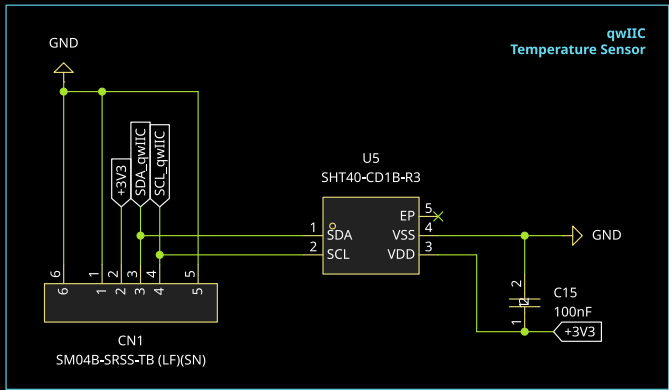 qwIIC
Temperature Sensor
GND
+3V3
SDA_qwIIC
SCL_qwIIC
U5
SHT40-CD1B-R3
1
SDA
2
SCL
EP
5
VSS
4
VDD
3
GND
2
1
2
1
C15
100nF
+3V3
6
1
2
3
4
5
6
1
2
3
4
5
CN1
SM04B-SRSS-TB (LF)(SN)